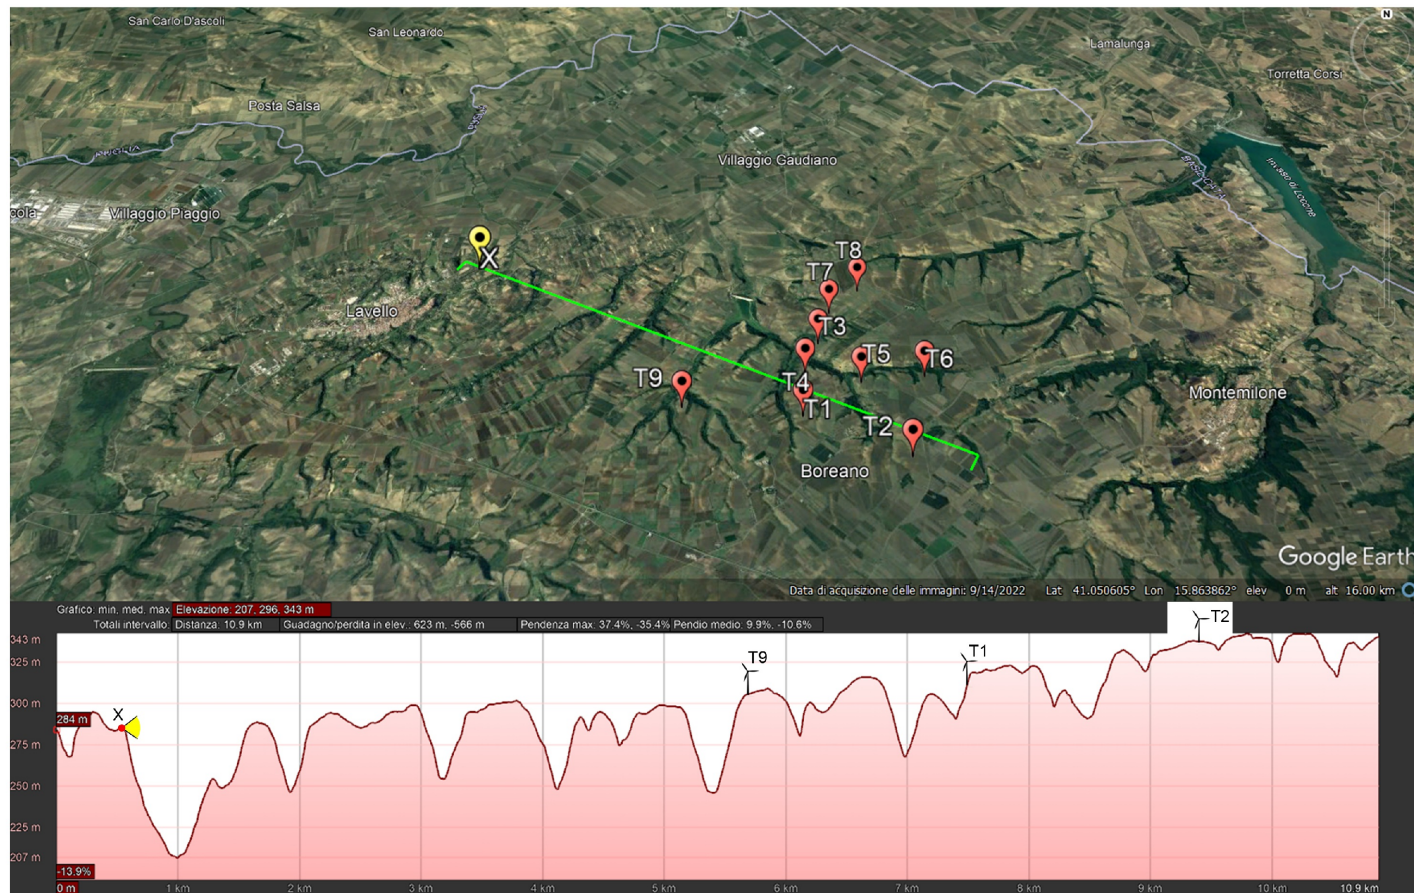 San Carlo D'ascoli
San Leonardo
N
Lamalunga
Torretta Corsi
Posta Salsa
Villaggio Gaudiano
BASILICATA
Invaso di Locone
cola
Villaggio Piaggio
X
T8
T7
Lavello
T3
T5
T6
T9
T4
T1
Montemilone
T2
Boreano
Google Earth
Data di acquisizione delle immagini: 9/14/2022 Lat 41.050605° Lon 15.863862° elev 0 m alt 16.00 km
Grafico: min, med. max Elevazione: 207, 296, 343 m
Totali intervallo: Distanza: 10.9 km Guadagno/perdita in elev.: 623 m, -566 m Pendenza max: 37.4%, -35.4% Pendio medio: 9.9%, -10.6%
T2
343 m
T1
T9
325 m
300 m
X
284 m
275 m
250 m
225 m
207 m
-13.9%
0 m 1 km 2 km 3 km 4 km 5 km 6 km 7 km 8 km 9 km 10 km 10.9 km